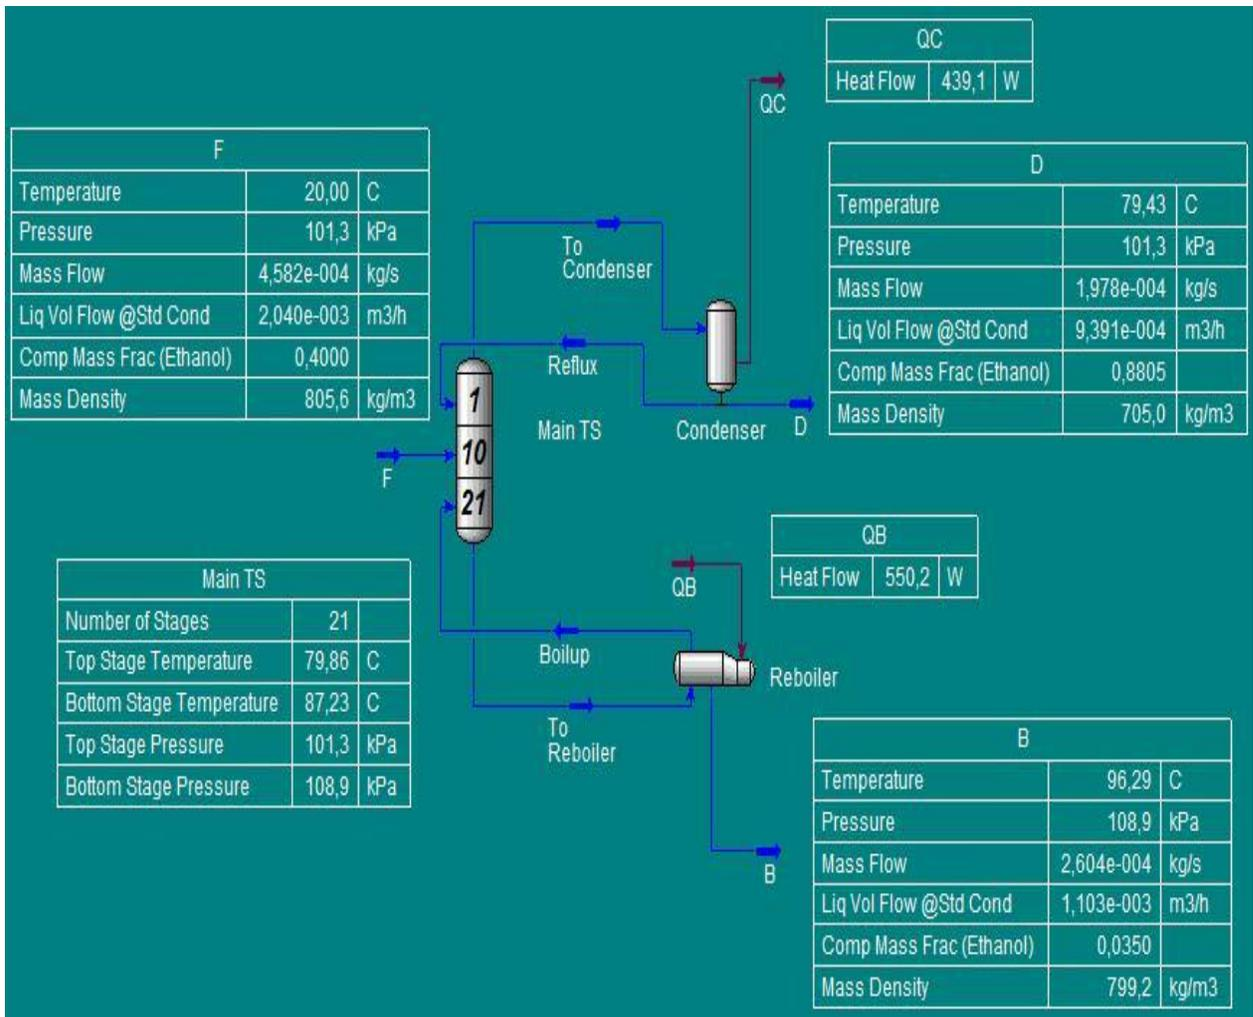 QC
Heat Flow 439,1 W
QC
F
Temperature 20,00 C
Pressure 101,3 kPa
Mass Flow 4,582e-004 kg/s
Liq Vol Flow @Std Cond 2,040e-003 m3/h
Comp Mass Frac (Ethanol) 0,4000
Mass Density 805,6 kg/m3
D
Temperature 79,43 C
Pressure 101,3 kPa
Mass Flow 1,978e-004 kg/s
Liq Vol Flow @Std Cond 9,391e-004 m3/h
Comp Mass Frac (Ethanol) 0,8805
Mass Density 705,0 kg/m3
To
Condenser
Reflux
1
10
21
Main TS
Condenser
D
F
Main TS
Number of Stages 21
Top Stage Temperature 79,86 C
Bottom Stage Temperature 87,23 C
Top Stage Pressure 101,3 kPa
Bottom Stage Pressure 108,9 kPa
QB
Heat Flow 550,2 W
QB
Boilup
Reboiler
To
Reboiler
B
B
Temperature 96,29 C
Pressure 108,9 kPa
Mass Flow 2,604e-004 kg/s
Liq Vol Flow @Std Cond 1,103e-003 m3/h
Comp Mass Frac (Ethanol) 0,0350
Mass Density 799,2 kg/m3